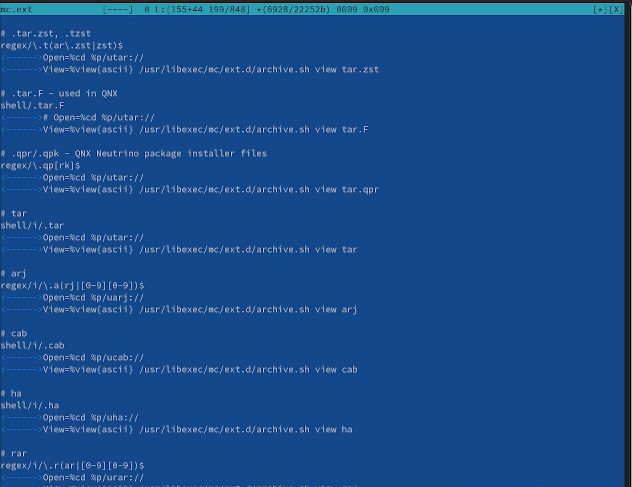 mc.ext [----] 0 L:[155+44 199/848] *(6928/22252b) 0009 0x009 [*][X]
# .tar.zst, .tzst
regex/\.t(ar\.zst|zst)$
<------>Open=%cd %p/utar://
<------>View=%view{ascii} /usr/libexec/mc/ext.d/archive.sh view tar.zst
# .tar.F - used in QNX
shell/.tar.F
<------># Open=%cd %p/utar://
<------>View=%view{ascii} /usr/libexec/mc/ext.d/archive.sh view tar.F
# .qpr/.qpk - QNX Neutrino package installer files
regex/\.qp[rk]$
<------>Open=%cd %p/utar://
<------>View=%view{ascii} /usr/libexec/mc/ext.d/archive.sh view tar.qpr
# tar
shell/i/.tar
<------>Open=%cd %p/utar://
<------>View=%view{ascii} /usr/libexec/mc/ext.d/archive.sh view tar
# arj
regex/i/\.a(rj|[0-9][0-9])$
<------>Open=%cd %p/uarj://
<------>View=%view{ascii} /usr/libexec/mc/ext.d/archive.sh view arj
# cab
shell/i/.cab
<------>Open=%cd %p/ucab://
<------>View=%view{ascii} /usr/libexec/mc/ext.d/archive.sh view cab
# ha
shell/i/.ha
<------>Open=%cd %p/uha://
<------>View=%view{ascii} /usr/libexec/mc/ext.d/archive.sh view ha
# rar
regex/i/\.r(ar|[0-9][0-9])$
<------>Open=%cd %p/urar://